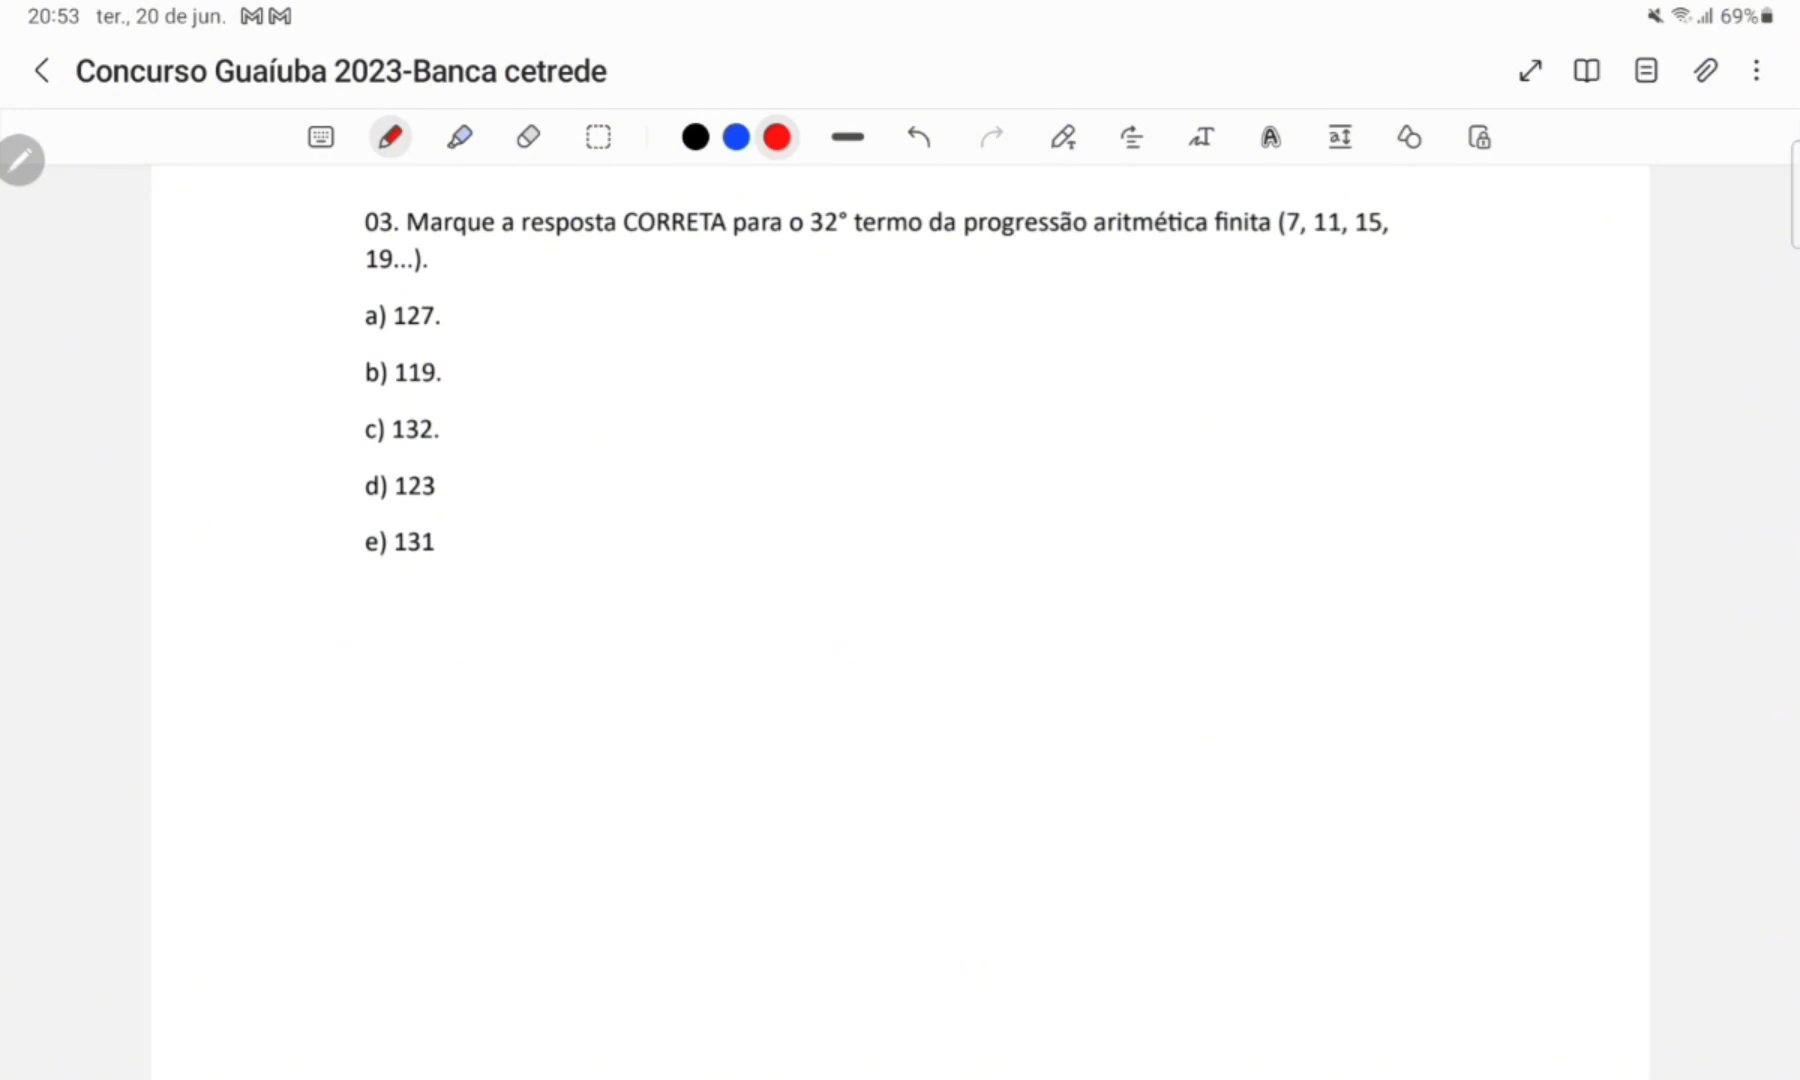 20:53 ter., 20 de jun.
69%
Concurso Guaíuba 2023-Banca cetrede
03. Marque a resposta CORRETA para o 32° termo da progressão aritmética finita (7, 11, 15,
19...).
a) 127.
b) 119.
c) 132.
d) 123
e) 131